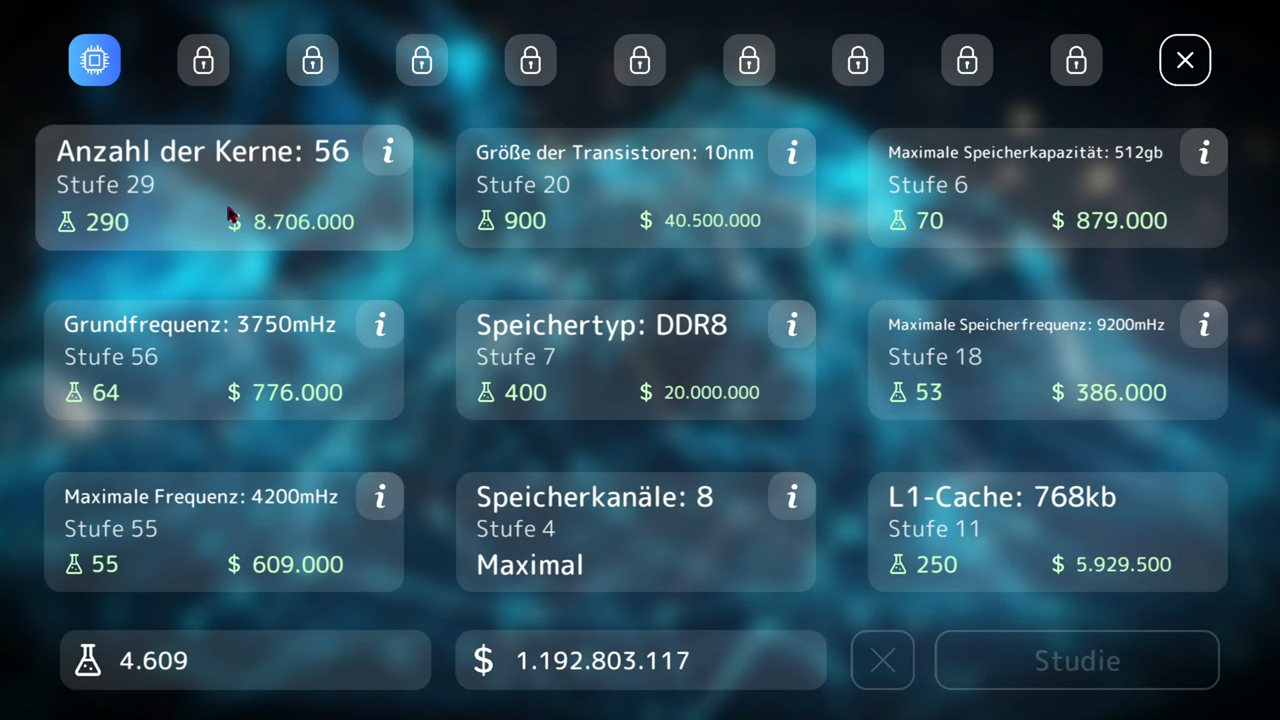 Anzahl der Kerne: 56
i
Stufe 29
290
$ 8.706.000
Größe der Transistoren: 10nm
i
Stufe 20
900
$ 40.500.000
Maximale Speicherkapazität: 512gb
i
Stufe 6
70
$ 879.000
Grundfrequenz: 3750mHz
i
Stufe 56
64
$ 776.000
Speichertyp: DDR8
i
Stufe 7
400
$ 20.000.000
Maximale Speicherfrequenz: 9200mHz
i
Stufe 18
53
$ 386.000
Maximale Frequenz: 4200mHz
i
Stufe 55
55
$ 609.000
Speicherkanäle: 8
i
Stufe 4
Maximal
L1-Cache: 768kb
Stufe 11
250
$ 5.929.500
4.609
$ 1.192.803.117
Studie